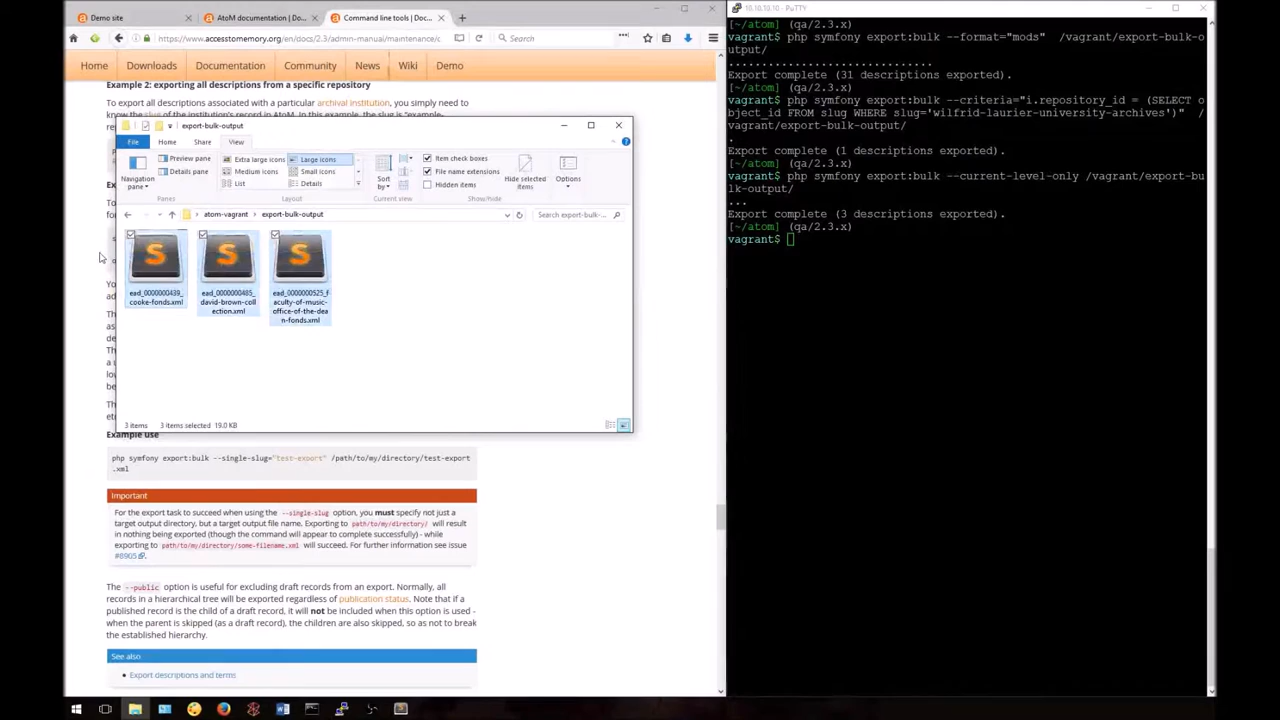 Demo site
AtoM documentation | Do...
Command line tools | Doc...
https://www.accesstomemory.org/en/docs/2.3/admin-manual/maintenance/c
Search
Home
Downloads
Documentation
Community
News
Wiki
Demo
Example 2: exporting all descriptions from a specific repository
To export all descriptions associated with a particular archival institution, you simply need to
export-bulk-output
File
Home
Share
View
Navigation pane
Preview pane
Details pane
Panes
Extra large icons
Large icons
Medium icons
Small icons
List
Details
Layout
Sort by
Current view
Item check boxes
File name extensions
Hidden items
Hide selected items
Show/hide
Options
atom-vagrant
export-bulk-output
Search export-bulk-...
ead_0000000439_
cooke-fonds.xml
ead_0000000485_
david-brown-coll
ection.xml
ead_0000000525_f
aculty-of-music-
office-of-the-dea
n-fonds.xml
3 items
3 items selected 19.0 KB
Example use
php symfony export:bulk --single-slug="test-export" /path/to/my/directory/test-export
.xml
Important
For the export task to succeed when using the --single-slug option, you must specify not just a
target output directory, but a target output file name. Exporting to path/to/my/directory/ will result
in nothing being exported (though the command will appear to complete successfully) - while
exporting to path/to/my/directory/some-filename.xml will succeed. For further information see issue
#8905
The --public option is useful for excluding draft records from an export. Normally, all
records in a hierarchical tree will be exported regardless of publication status. Note that if a
published record is the child of a draft record, it will not be included when this option is used -
when the parent is skipped (as a draft record), the children are also skipped, so as not to break
the established hierarchy.
See also
Export descriptions and terms
10.10.10.10 - PuTTY
[~/atom] (qa/2.3.x)
vagrant$ php symfony export:bulk --format="mods"  /vagrant/export-bulk-o
utput/
..............................
Export complete (31 descriptions exported).
[~/atom] (qa/2.3.x)
vagrant$ php symfony export:bulk --criteria="i.repository_id = (SELECT o
bject_id FROM slug WHERE slug='wilfrid-laurier-university-archives')"  /
vagrant/export-bulk-output/
.
Export complete (1 descriptions exported).
[~/atom] (qa/2.3.x)
vagrant$ php symfony export:bulk --current-level-only /vagrant/export-bu
lk-output/
...
Export complete (3 descriptions exported).
[~/atom] (qa/2.3.x)
vagrant$